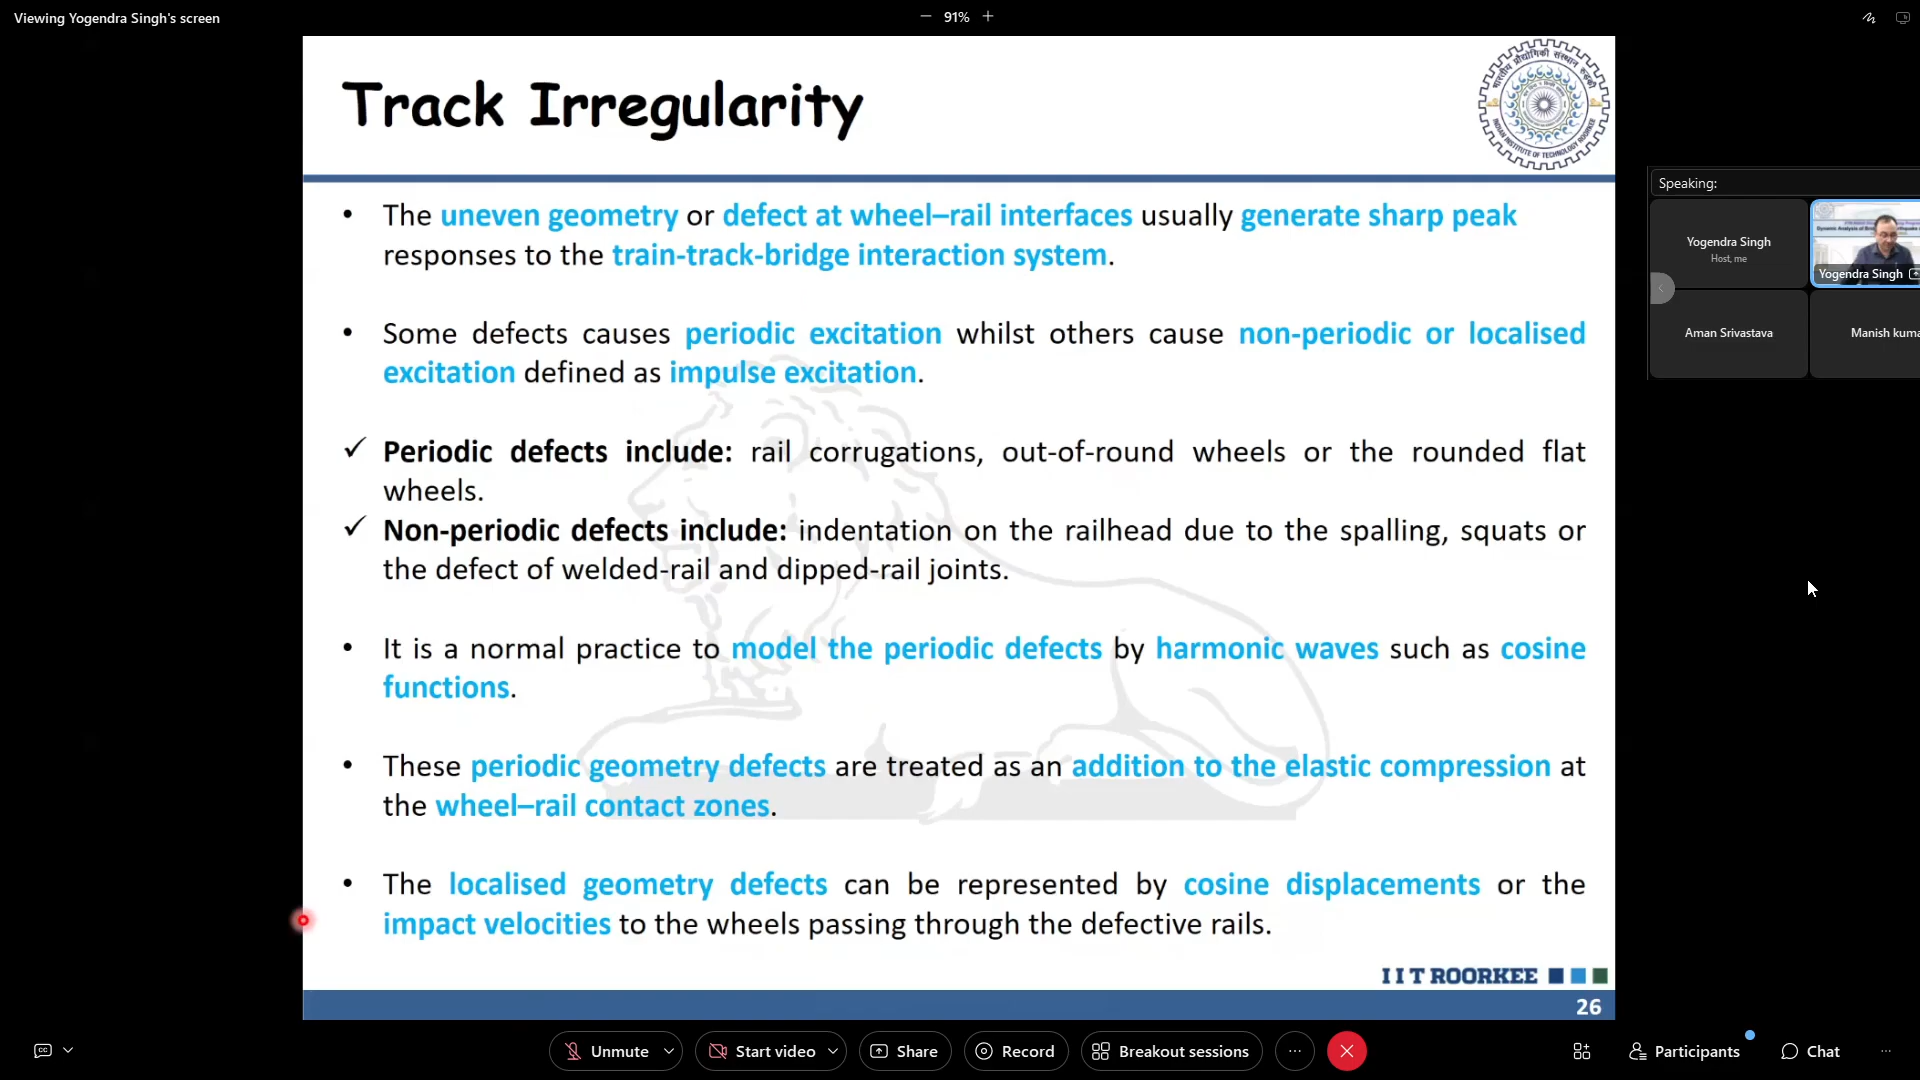 Viewing Yogendra Singh's screen
91%
Track Irregularity
INDIAN INSTITUTE OF TECHNOLOGY ROORKEE
• The uneven geometry or defect at wheel–rail interfaces usually generate sharp peak
responses to the train-track-bridge interaction system.
• Some defects causes periodic excitation whilst others cause non-periodic or localised
excitation defined as impulse excitation.
✓ Periodic defects include: rail corrugations, out-of-round wheels or the rounded flat
wheels.
✓ Non-periodic defects include: indentation on the railhead due to the spalling, squats or
the defect of welded-rail and dipped-rail joints.
• It is a normal practice to model the periodic defects by harmonic waves such as cosine
functions.
• These periodic geometry defects are treated as an addition to the elastic compression at
the wheel–rail contact zones.
• The localised geometry defects can be represented by cosine displacements or the
impact velocities to the wheels passing through the defective rails.
I I T ROORKEE
26
Speaking:
Yogendra Singh
Host, me
Yogendra Singh
Aman Srivastava
Manish kuma
Unmute
Start video
Share
Record
Breakout sessions
Participants
Chat